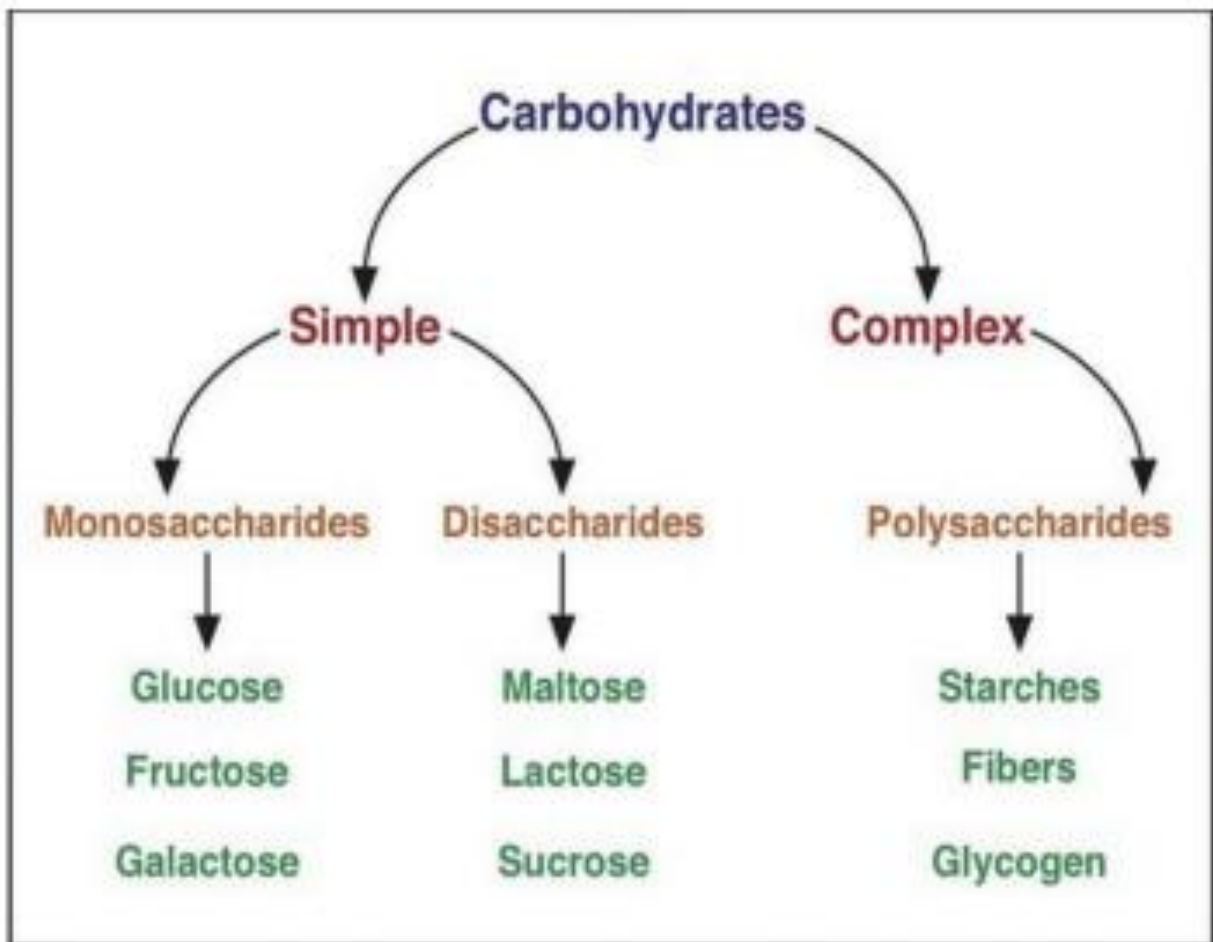 Carbohydrates
Simple
Complex
Monosaccharides
Disaccharides
Polysaccharides
Glucose
Maltose
Starches
Fructose
Lactose
Fibers
Galactose
Sucrose
Glycogen